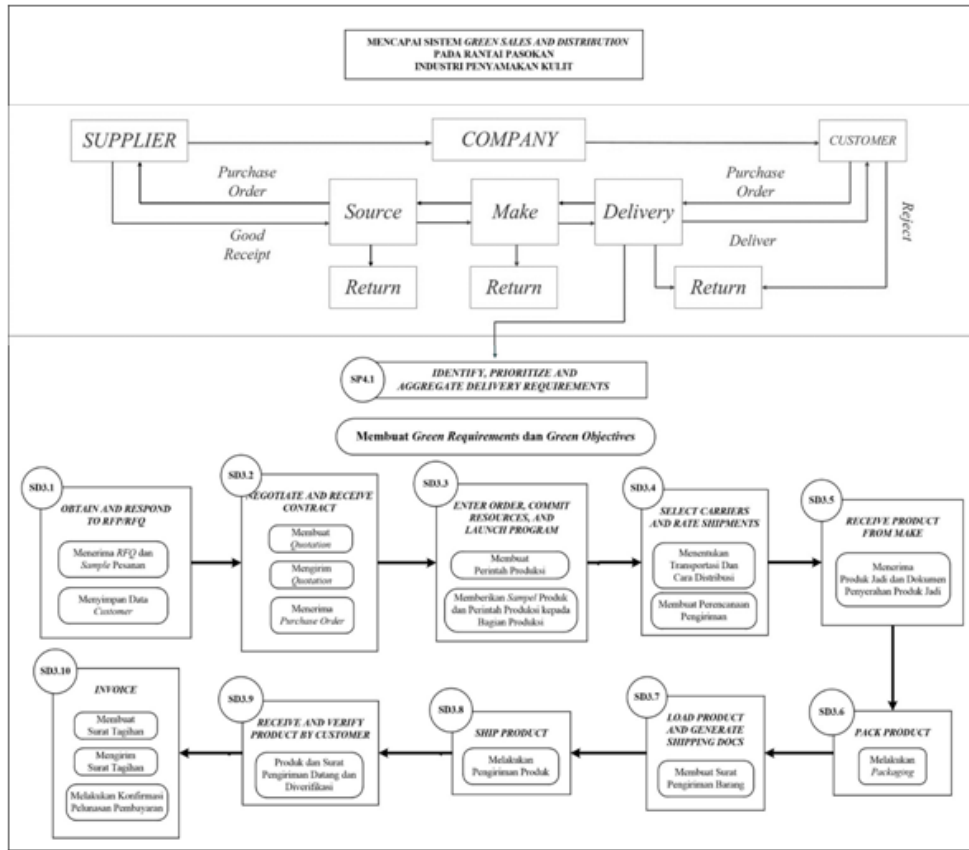 MENCAPAI SISTEM GREEN SALES AND DISTRIBUTION
PADA RANTAI PASOKAN
INDUSTRI PENYAMAKAN KULIT
SUPPLIER
COMPANY
CUSTOMER
Purchase
Order
Purchase
Order
Source
Make
Delivery
Good
Receipt
Deliver
Reject
Return
Return
Return
SP4.1
IDENTIFY, PRIORITIZE AND
AGGREGATE DELIVERY REQUIREMENTS
Membuat Green Requirements dan Green Objectives
SD3.1
OBTAIN AND RESPOND
TO RFP/RFQ
Menerima RFQ dan
Sample Pesanan
Menyimpan Data
Customer
SD3.2
NEGOTIATE AND RECEIVE
CONTRACT
Membuat
Quotation
Mengirim
Quotation
Menerima
Purchase Order
SD3.3
ENTER ORDER, COMMIT
RESOURCES, AND
LAUNCH PROGRAM
Membuat
Perintah Produksi
Memberikan Sampel Produk
dan Perintah Produksi kepada
Bagian Produksi
SD3.4
SELECT CARRIERS
AND RATE SHIPMENTS
Menentukan
Transportasi Dan
Cara Distribusi
Membuat Perencanaan
Pengiriman
SD3.5
RECEIVE PRODUCT
FROM MAKE
Menerima
Produk Jadi dan Dokumen
Penyerahan Produk Jadi
SD3.6
PACK PRODUCT
Melakukan
Packaging
SD3.7
LOAD PRODUCT
AND GENERATE
SHIPPING DOCS
Membuat Surat
Pengiriman Barang
SD3.8
SHIP PRODUCT
Melakukan
Pengiriman Produk
SD3.9
RECEIVE AND VERIFY
PRODUCT BY CUSTOMER
Produk dan Surat
Pengiriman Datang dan
Diverifikasi
SD3.10
INVOICE
Membuat
Surat Tagihan
Mengirim
Surat Tagihan
Melakukan Konfirmasi
Pelunasan Pembayaran